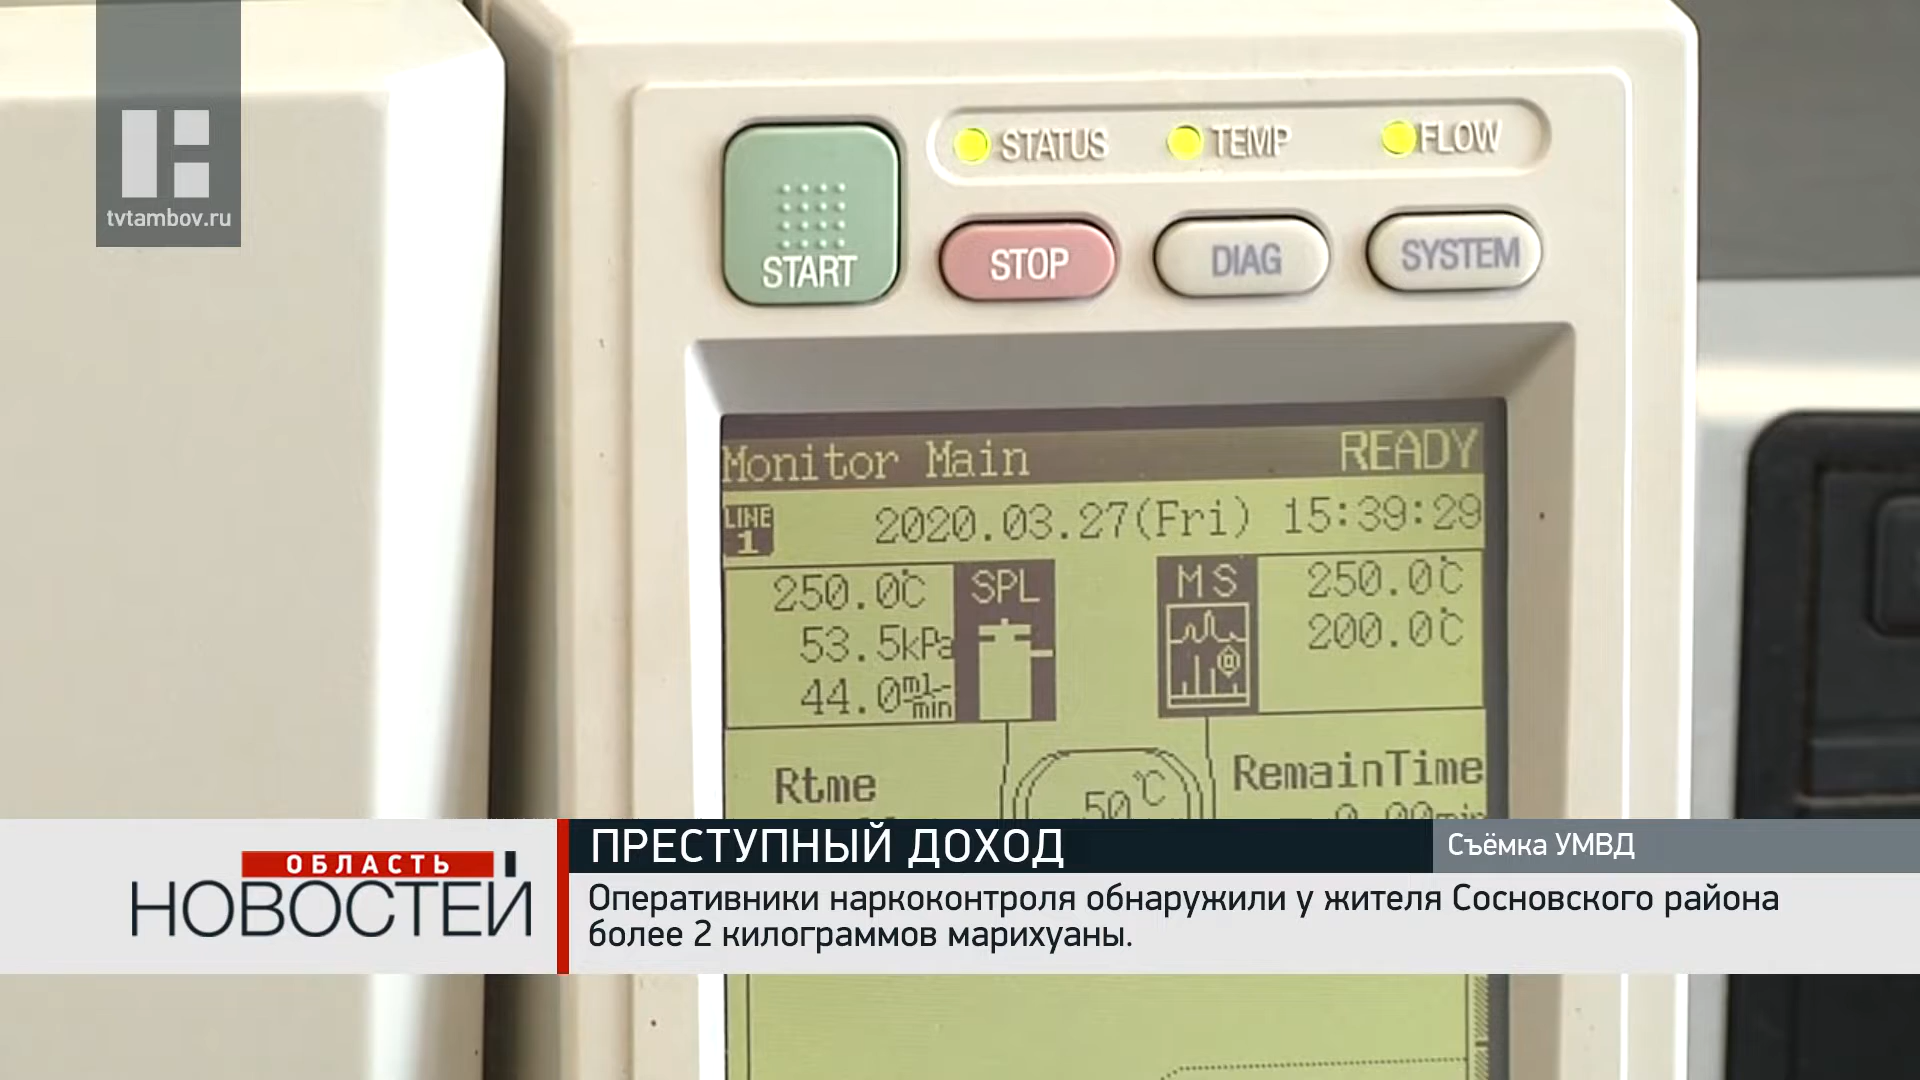 tvtambov.ru
STATUS TEMP FLOW
START STOP DIAG SYSTEM
Monitor Main READY
LINE 1 2020.03.27(Fri) 15:39:29
250.0℃ SPL MS 250.0℃
53.5kPa 200.0℃
44.0ml/min
Rtme RemainTime
50 ℃ 0.00min
ПРЕСТУПНЫЙ ДОХОД
Съёмка УМВД
ОБЛАСТЬ
НОВОСТЕЙ
Оперативники наркоконтроля обнаружили у жителя Сосновского района
более 2 килограммов марихуаны.